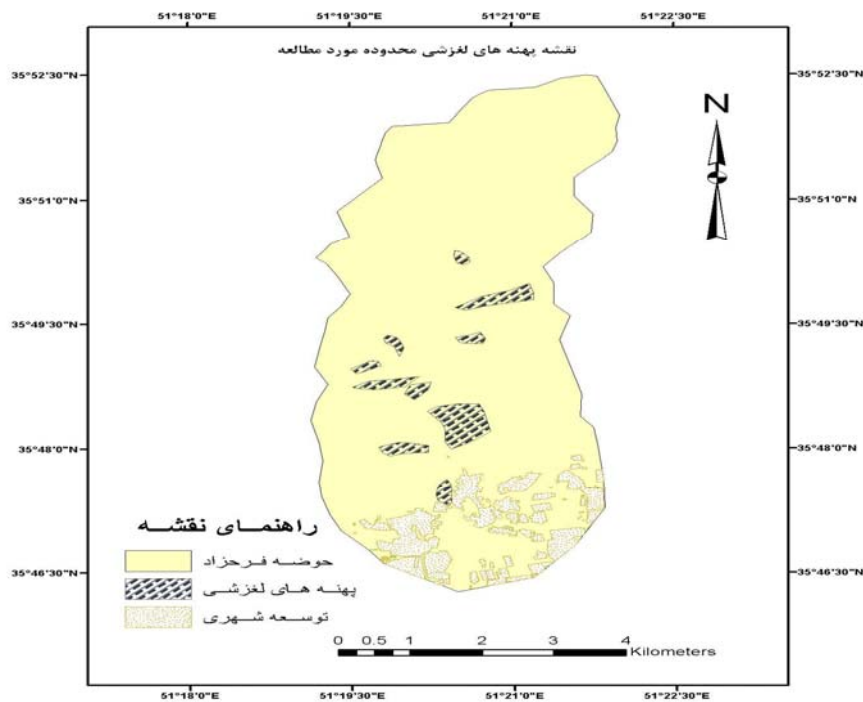 51°18'0"E 51°19'30"E 51°21'0"E 51°22'30"E
نقشه پهنه های لغزشی محدوده مورد مطالعه
35°52'30"N 35°52'30"N
N
35°51'0"N 35°51'0"N
35°49'30"N 35°49'30"N
35°48'0"N 35°48'0"N
راهنمای نقشه
حوضه فرحزاد
35°46'30"N 35°46'30"N
پهنه های لغزشی
توسعه شهری
0 0.5 1 2 3 4
Kilometers
51°18'0"E 51°19'30"E 51°21'0"E 51°22'30"E